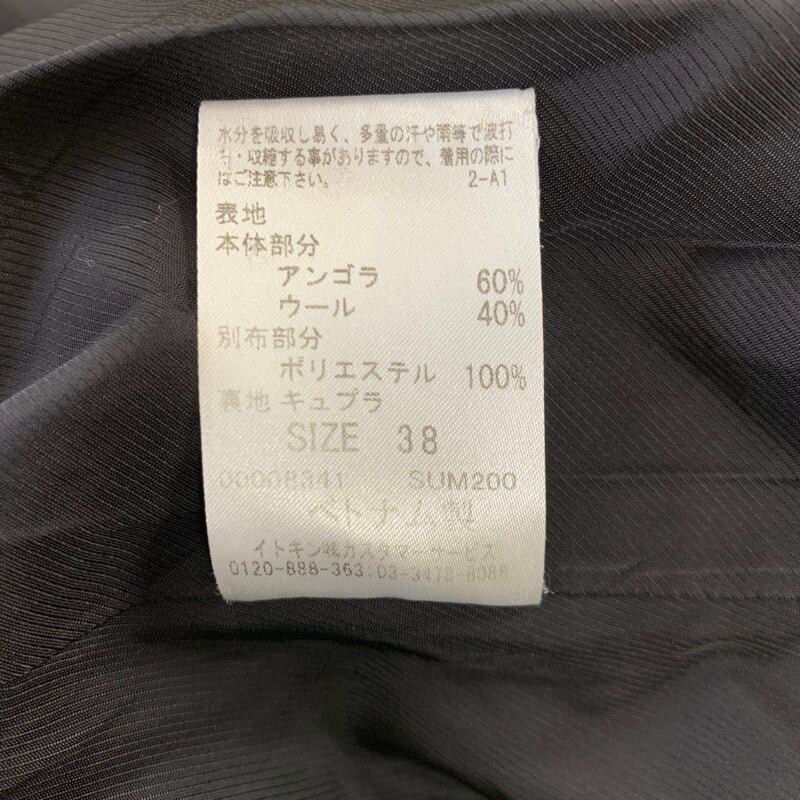 水分を吸収し易く、多量の汗や雨等で波打
ち・収縮する事がありますので、着用の際に
はご注意下さい。 2-A1
表地
本体部分
アンゴラ 60%
ウール 40%
別布部分
ポリエステル 100%
裏地 キュプラ
SIZE 38
00008341 SUM200
ベトナム製
イトキン㈱カスタマーサービス
0120-888-363.03-3478-8088